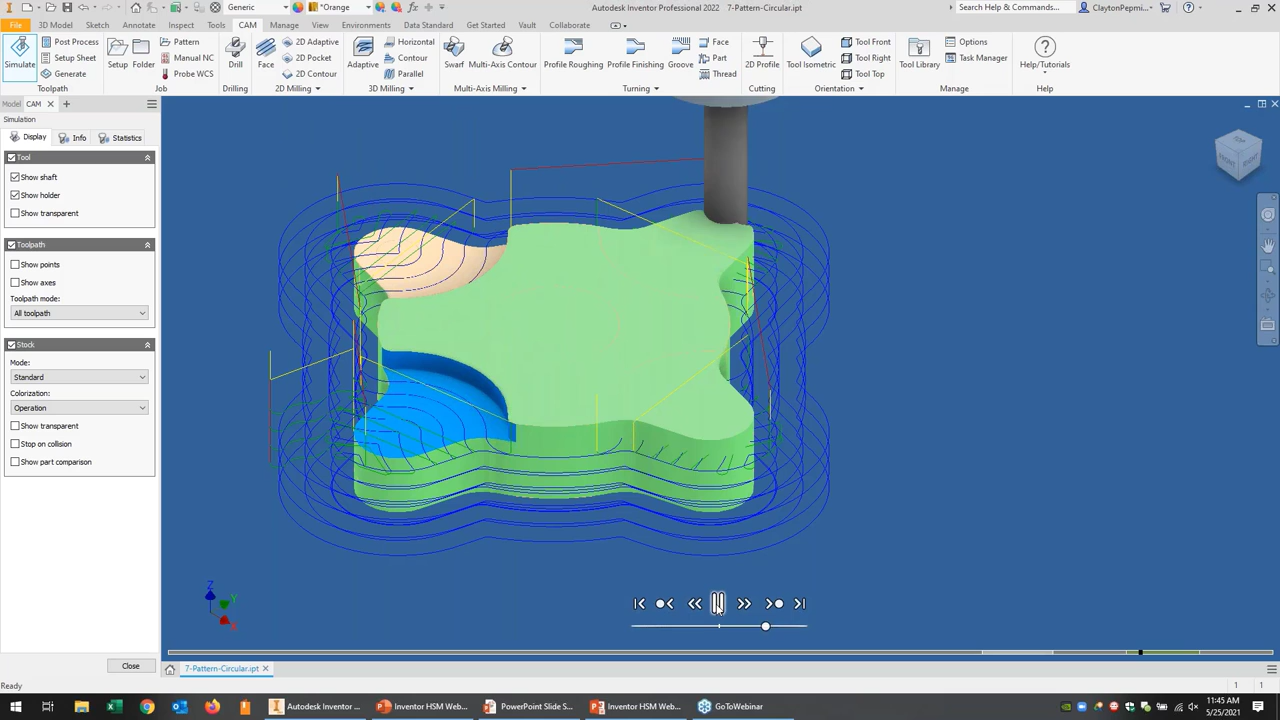 Generic
*Orange
Autodesk Inventor Professional 2022
7-Pattern-Circular.ipt
Search Help & Commands...
ClaytonPepmi...
File
3D Model
Sketch
Annotate
Inspect
Tools
CAM
Manage
View
Environments
Data Standard
Get Started
Vault
Collaborate
Simulate
Post Process
Setup Sheet
Generate
Toolpath
Setup
Folder
Pattern
Manual NC
Probe WCS
Job
Drill
Drilling
Face
2D Adaptive
2D Pocket
2D Contour
2D Milling
Adaptive
Horizontal
Contour
Parallel
3D Milling
Swarf
Multi-Axis Contour
Multi-Axis Milling
Profile Roughing
Profile Finishing
Groove
Face
Part
Thread
Turning
2D Profile
Cutting
Tool Isometric
Tool Front
Tool Right
Tool Top
Orientation
Tool Library
Options
Task Manager
Manage
Help/Tutorials
Help
Model
CAM
Simulation
Display
Info
Statistics
Tool
Show shaft
Show holder
Show transparent
Toolpath
Show points
Show axes
Toolpath mode:
All toolpath
Stock
Mode:
Standard
Colorization:
Operation
Show transparent
Stop on collision
Show part comparison
Close
FRONT
RIGHT
Z
Y
X
7-Pattern-Circular.ipt
Ready
1
1
Autodesk Inventor ...
Inventor HSM Web...
PowerPoint Slide S...
Inventor HSM Web...
GoToWebinar
11:45 AM
5/25/2021